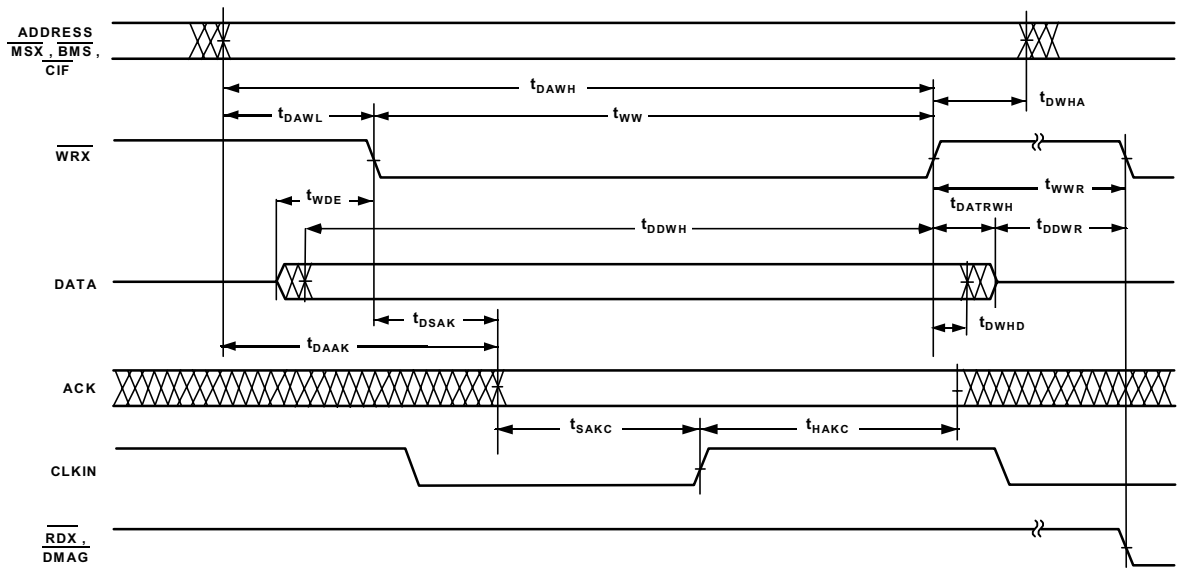 ADDRESS
MSX, BMS,
CIF
tDAWH
tDAWL
tWW
tDWHA
WRX
tWDE
tWWR
tDATRWH
tDDWH
tDDWR
DATA
tDSAK
tDWHD
tDAAK
ACK
tSAKC
tHAKC
CLKIN
RDX,
DMAG